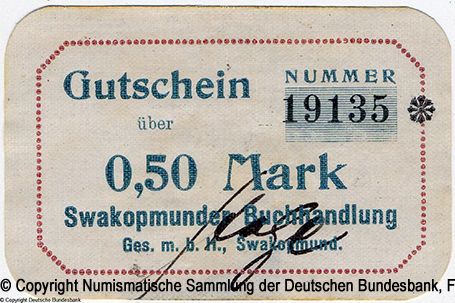 Gutschein
NUMMER
19135
über
0,50 Mark
Swakopmunder Buchhandlung
Ges. m. b. H., Swakopmund.
© Copyright Numismatische Sammlung der Deutschen Bundesbank, F
© Copyright Deutsche Bundesbank